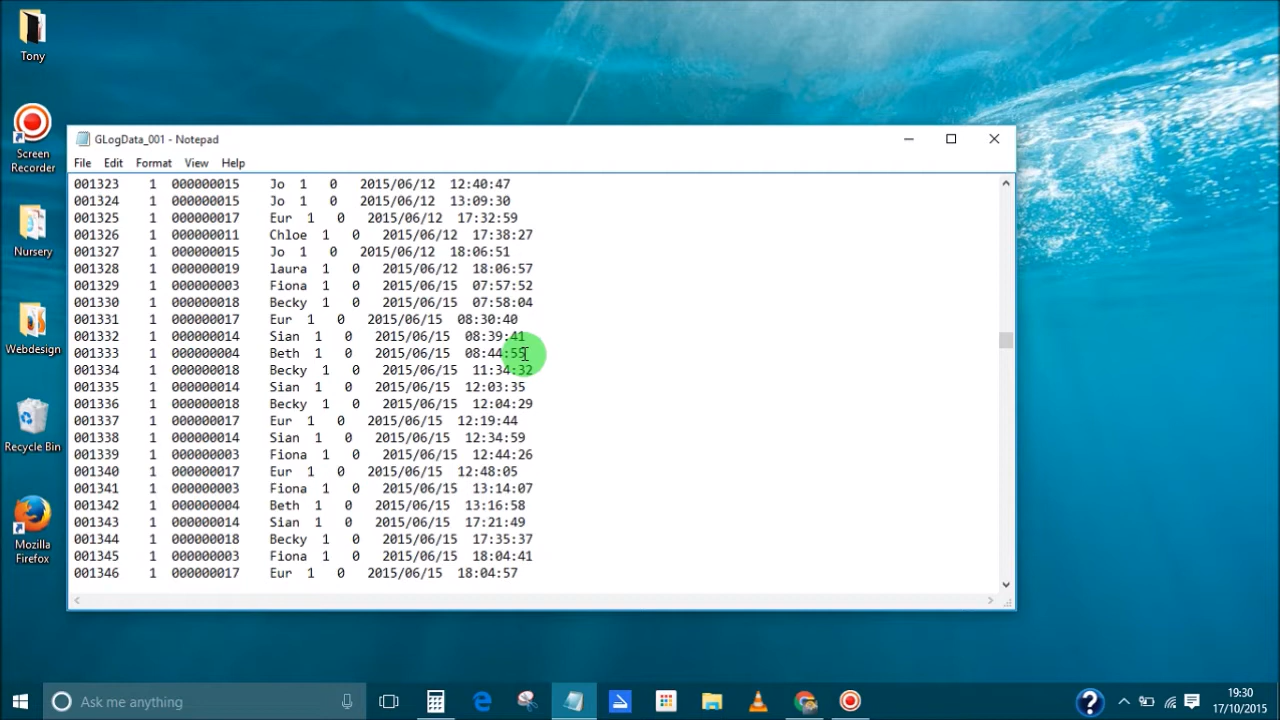 Tony
Screen
Recorder
Nursery
Webdesign
Recycle Bin
Mozilla
Firefox
GLogData_001 - Notepad
File Edit Format View Help
001323 1 000000015 Jo 1 0 2015/06/12 12:40:47
001324 1 000000015 Jo 1 0 2015/06/12 13:09:30
001325 1 000000017 Eur 1 0 2015/06/12 17:32:59
001326 1 000000011 Chloe 1 0 2015/06/12 17:38:27
001327 1 000000015 Jo 1 0 2015/06/12 18:06:51
001328 1 000000019 laura 1 0 2015/06/12 18:06:57
001329 1 000000003 Fiona 1 0 2015/06/15 07:57:52
001330 1 000000018 Becky 1 0 2015/06/15 07:58:04
001331 1 000000017 Eur 1 0 2015/06/15 08:30:40
001332 1 000000014 Sian 1 0 2015/06/15 08:39:41
001333 1 000000004 Beth 1 0 2015/06/15 08:44:55
001334 1 000000018 Becky 1 0 2015/06/15 11:34:32
001335 1 000000014 Sian 1 0 2015/06/15 12:03:35
001336 1 000000018 Becky 1 0 2015/06/15 12:04:29
001337 1 000000017 Eur 1 0 2015/06/15 12:19:44
001338 1 000000014 Sian 1 0 2015/06/15 12:34:59
001339 1 000000003 Fiona 1 0 2015/06/15 12:44:26
001340 1 000000017 Eur 1 0 2015/06/15 12:48:05
001341 1 000000003 Fiona 1 0 2015/06/15 13:14:07
001342 1 000000004 Beth 1 0 2015/06/15 13:16:58
001343 1 000000014 Sian 1 0 2015/06/15 17:21:49
001344 1 000000018 Becky 1 0 2015/06/15 17:35:37
001345 1 000000003 Fiona 1 0 2015/06/15 18:04:41
001346 1 000000017 Eur 1 0 2015/06/15 18:04:57
Ask me anything
19:30
17/10/2015